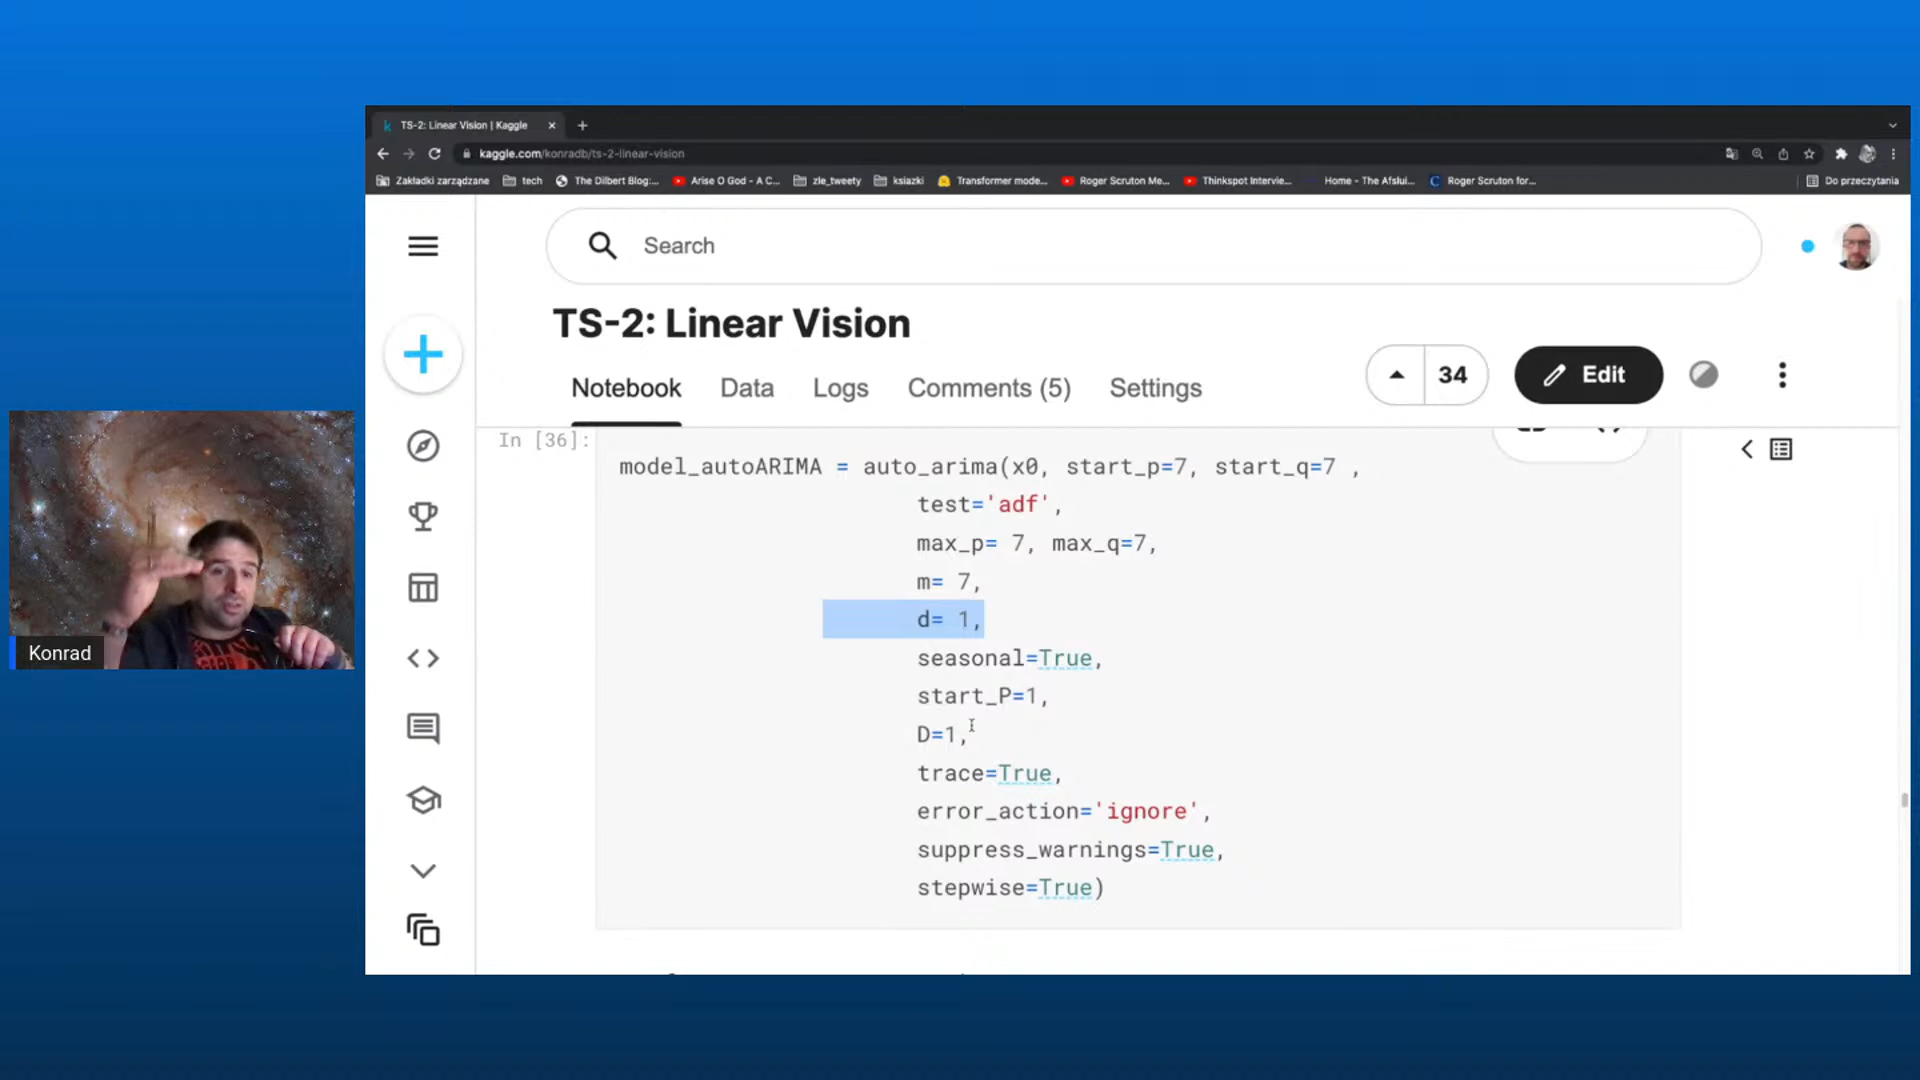 TS-2: Linear Vision | Kaggle
kaggle.com/konradb/ts-2-linear-vision
Zakładki zarządzane tech The Dilbert Blog:... Arise O God - A C... zle_tweety ksiazki Transformer mode... Roger Scruton Me... Thinkspot Intervie... Home - The Afslui... Roger Scruton for... Do przeczytania
Search
TS-2: Linear Vision
Notebook Data Logs Comments (5) Settings
34 Edit
In [36]:
model_autoARIMA = auto_arima(x0, start_p=7, start_q=7 ,
test='adf',
max_p= 7, max_q=7,
m= 7,
d= 1,
seasonal=True,
start_P=1,
D=1,
trace=True,
error_action='ignore',
suppress_warnings=True,
stepwise=True)
Konrad